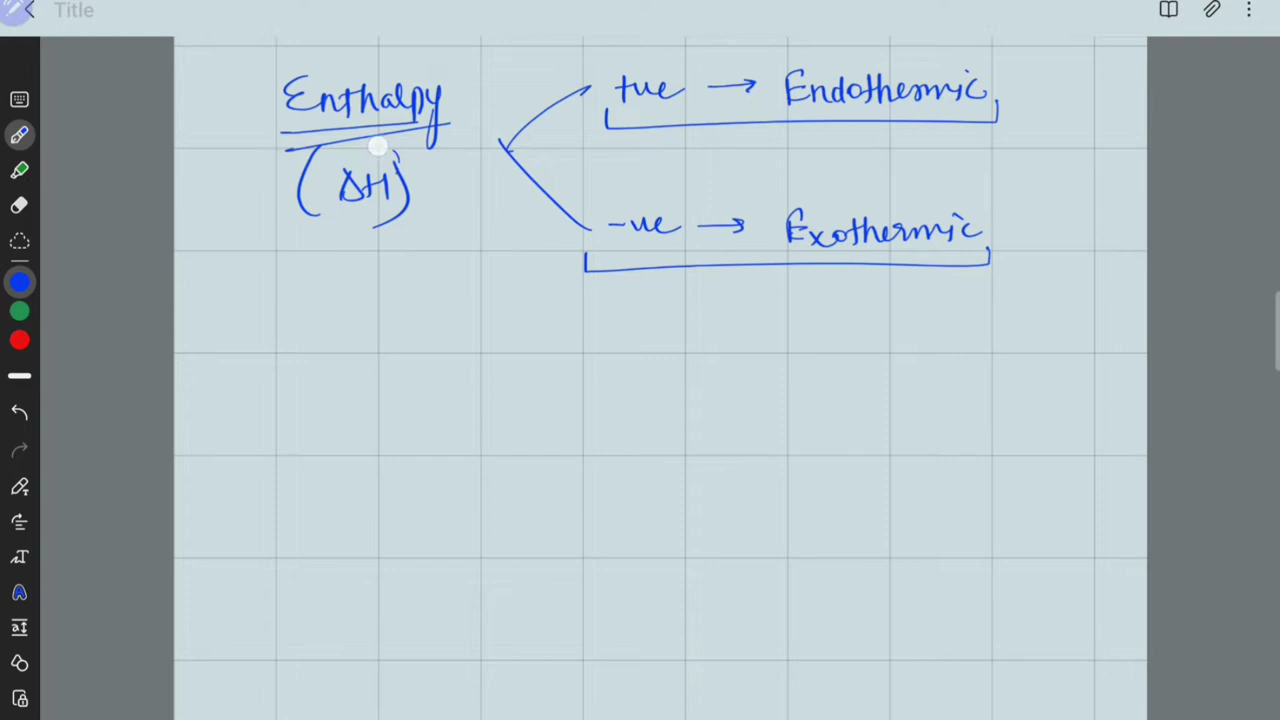 Title
Enthalpy
(ΔH)
+ve → Endothermic
-ve → Exothermic